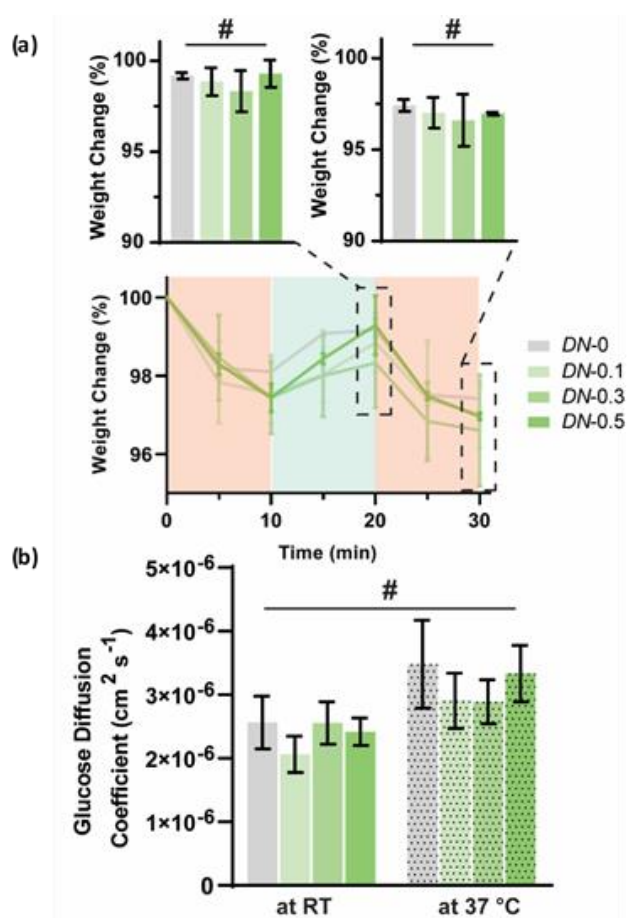 (a)
#
#
Weight Change (%)
100
95
90
Weight Change (%)
100
95
90
Weight Change (%)
100
98
96
0
10
20
30
Time (min)
DN-0
DN-0.1
DN-0.3
DN-0.5
(b)
#
Glucose Diffusion
Coefficient (cm² s⁻¹)
5×10⁻⁶
4×10⁻⁶
3×10⁻⁶
2×10⁻⁶
1×10⁻⁶
0
at RT
at 37 °C